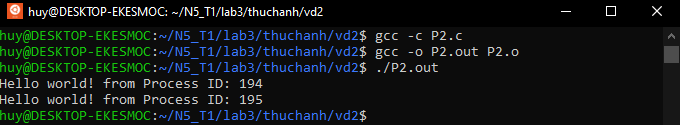 huy@DESKTOP-EKESMOC: ~/N5_T1/lab3/thuchanh/vd2
huy@DESKTOP-EKESMOC:~/N5_T1/lab3/thuchanh/vd2$ gcc -c P2.c
huy@DESKTOP-EKESMOC:~/N5_T1/lab3/thuchanh/vd2$ gcc -o P2.out P2.o
huy@DESKTOP-EKESMOC:~/N5_T1/lab3/thuchanh/vd2$ ./P2.out
Hello world! from Process ID: 194
Hello world! from Process ID: 195
huy@DESKTOP-EKESMOC:~/N5_T1/lab3/thuchanh/vd2$